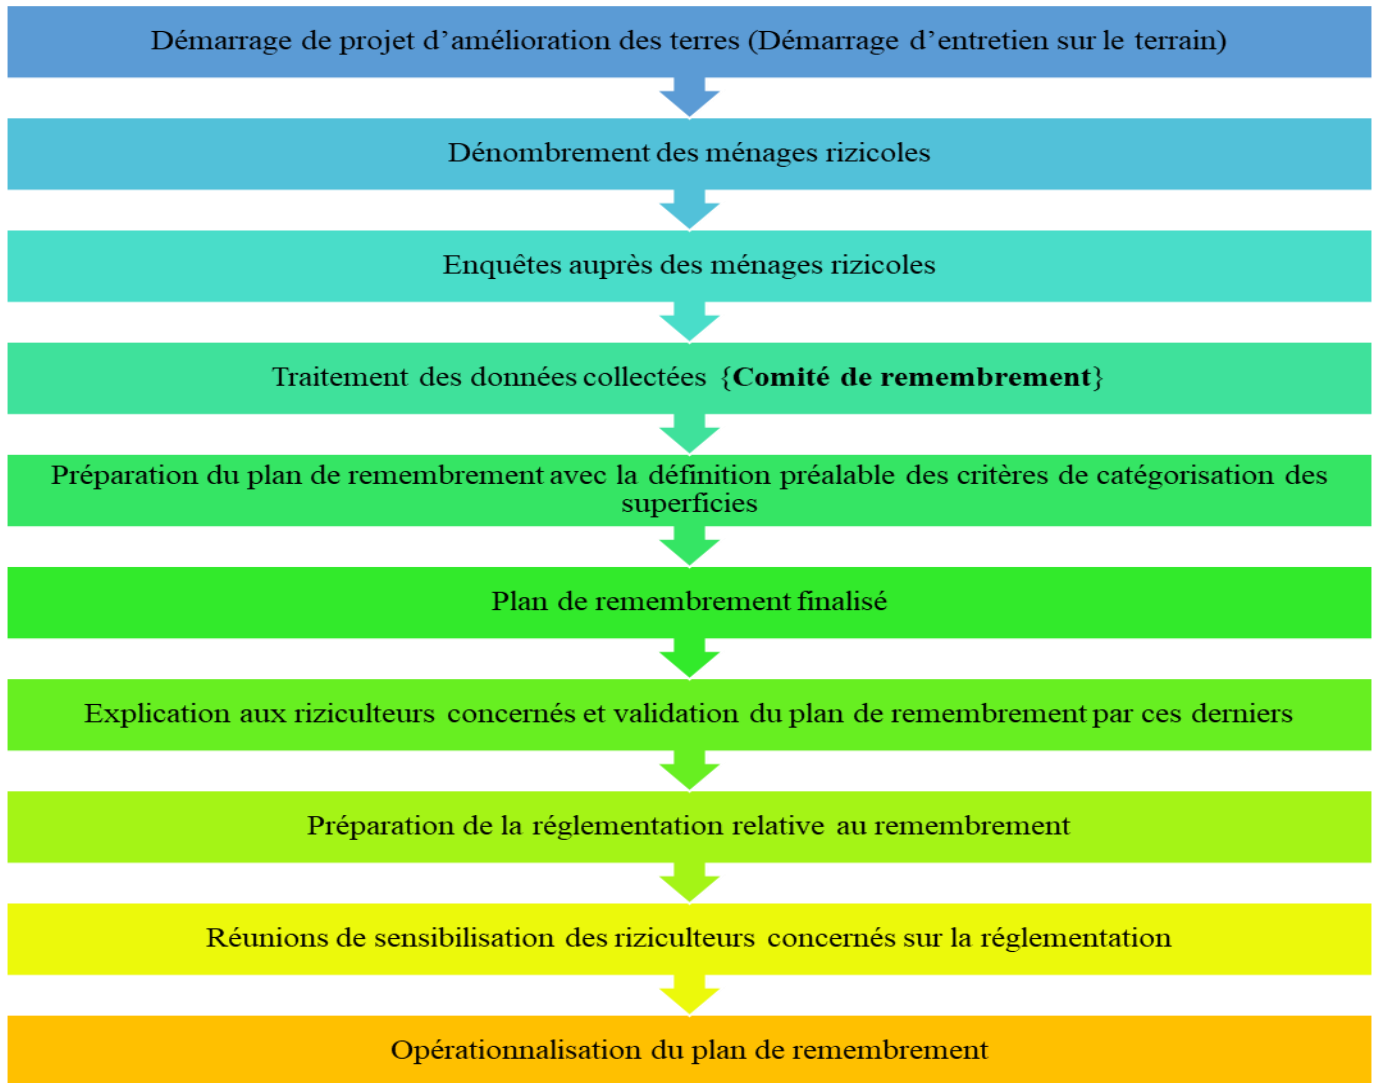 Démarrage de projet d’amélioration des terres (Démarrage d’entretien sur le terrain)
Dénombrement des ménages rizicoles
Enquêtes auprès des ménages rizicoles
Traitement des données collectées {Comité de remembrement}
Préparation du plan de remembrement avec la définition préalable des critères de catégorisation des
superficies
Plan de remembrement finalisé
Explication aux riziculteurs concernés et validation du plan de remembrement par ces derniers
Préparation de la réglementation relative au remembrement
Réunions de sensibilisation des riziculteurs concernés sur la réglementation
Opérationnalisation du plan de remembrement